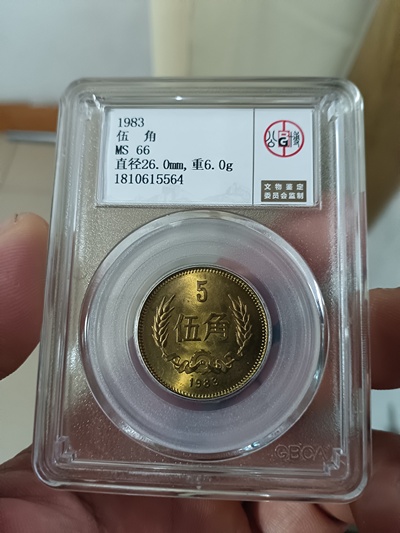 1983
伍 角
MS 66
直径26.0mm,重6.0g
1810615564
公 G 博
文物鉴定
委员会监制
5
伍角
1983
GBCA